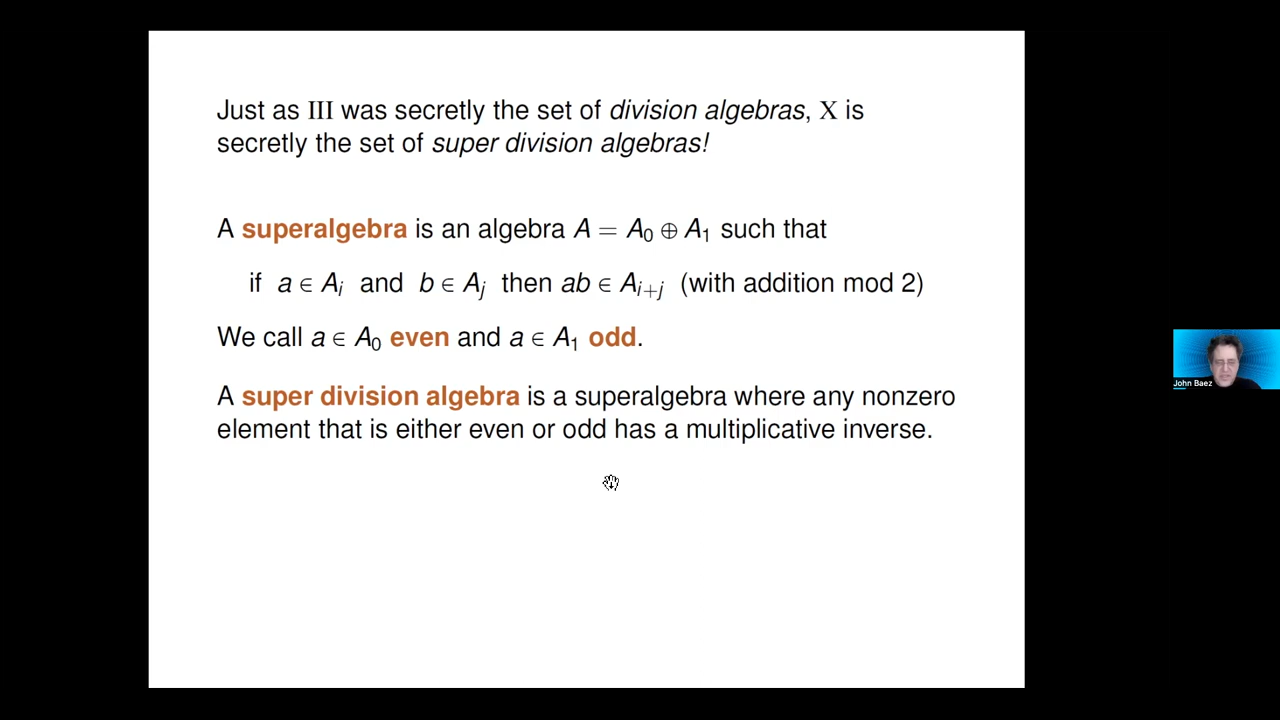 Just as III was secretly the set of division algebras, X is
secretly the set of super division algebras!
A superalgebra is an algebra A = A₀ ⊕ A₁ such that
if a ∈ Aᵢ and b ∈ Aⱼ then ab ∈ Aᵢ₊ⱼ (with addition mod 2)
We call a ∈ A₀ even and a ∈ A₁ odd.
A super division algebra is a superalgebra where any nonzero
element that is either even or odd has a multiplicative inverse.
John Baez